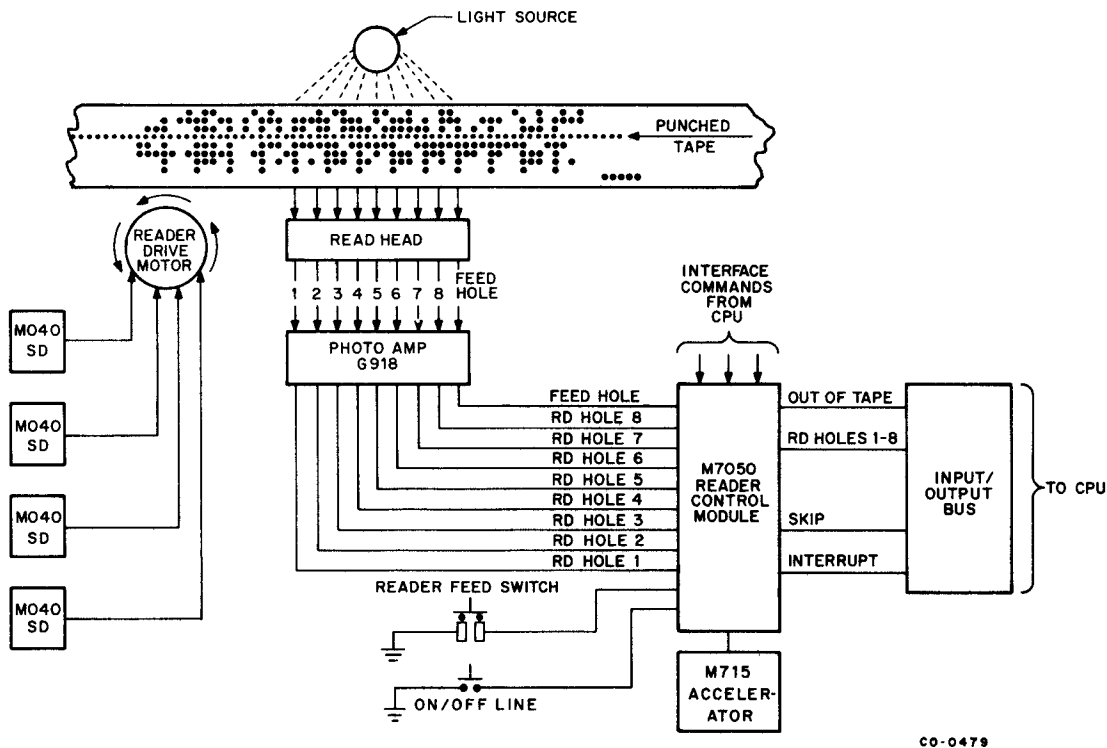 LIGHT SOURCE
PUNCHED
TAPE
READER
DRIVE
MOTOR
READ HEAD
1 2 3 4 5 6 7 8 FEED
HOLE
PHOTO AMP
G918
M040
SD
M040
SD
M040
SD
M040
SD
INTERFACE
COMMANDS
FROM
CPU
FEED HOLE
RD HOLE 8
RD HOLE 7
RD HOLE 6
RD HOLE 5
RD HOLE 4
RD HOLE 3
RD HOLE 2
RD HOLE 1
READER FEED SWITCH
ON/OFF LINE
M7050
READER
CONTROL
MODULE
M715
ACCELER-
ATOR
OUT OF TAPE
RD HOLES 1-8
SKIP
INTERRUPT
INPUT/
OUTPUT
BUS
TO CPU
CO-0479